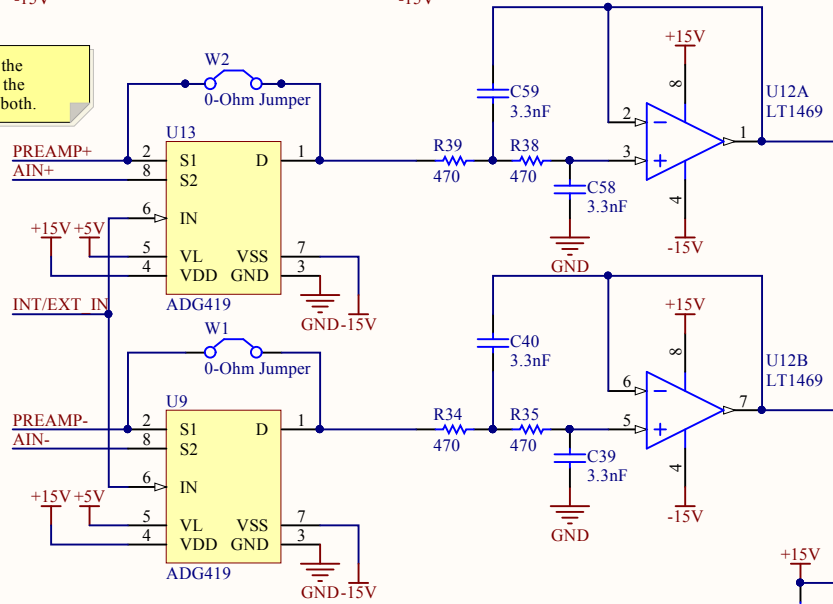 -15V
-15V
the
the
both.
W2
0-Ohm Jumper
U13
PREAMP+
2
S1
D
1
AIN+
8
S2
6
IN
+15V
+5V
5
VL
VSS
7
4
VDD
GND
3
ADG419
GND
-15V
INT/EXT_IN
R39
470
R38
470
C59
3.3nF
C58
3.3nF
GND
+15V
8
U12A
LT1469
2
1
3
4
-15V
W1
0-Ohm Jumper
U9
PREAMP-
2
S1
D
1
AIN-
8
S2
6
IN
+15V
+5V
5
VL
VSS
7
4
VDD
GND
3
ADG419
GND
-15V
R34
470
R35
470
C40
3.3nF
C39
3.3nF
GND
+15V
8
U12B
LT1469
6
7
5
4
-15V
+15V